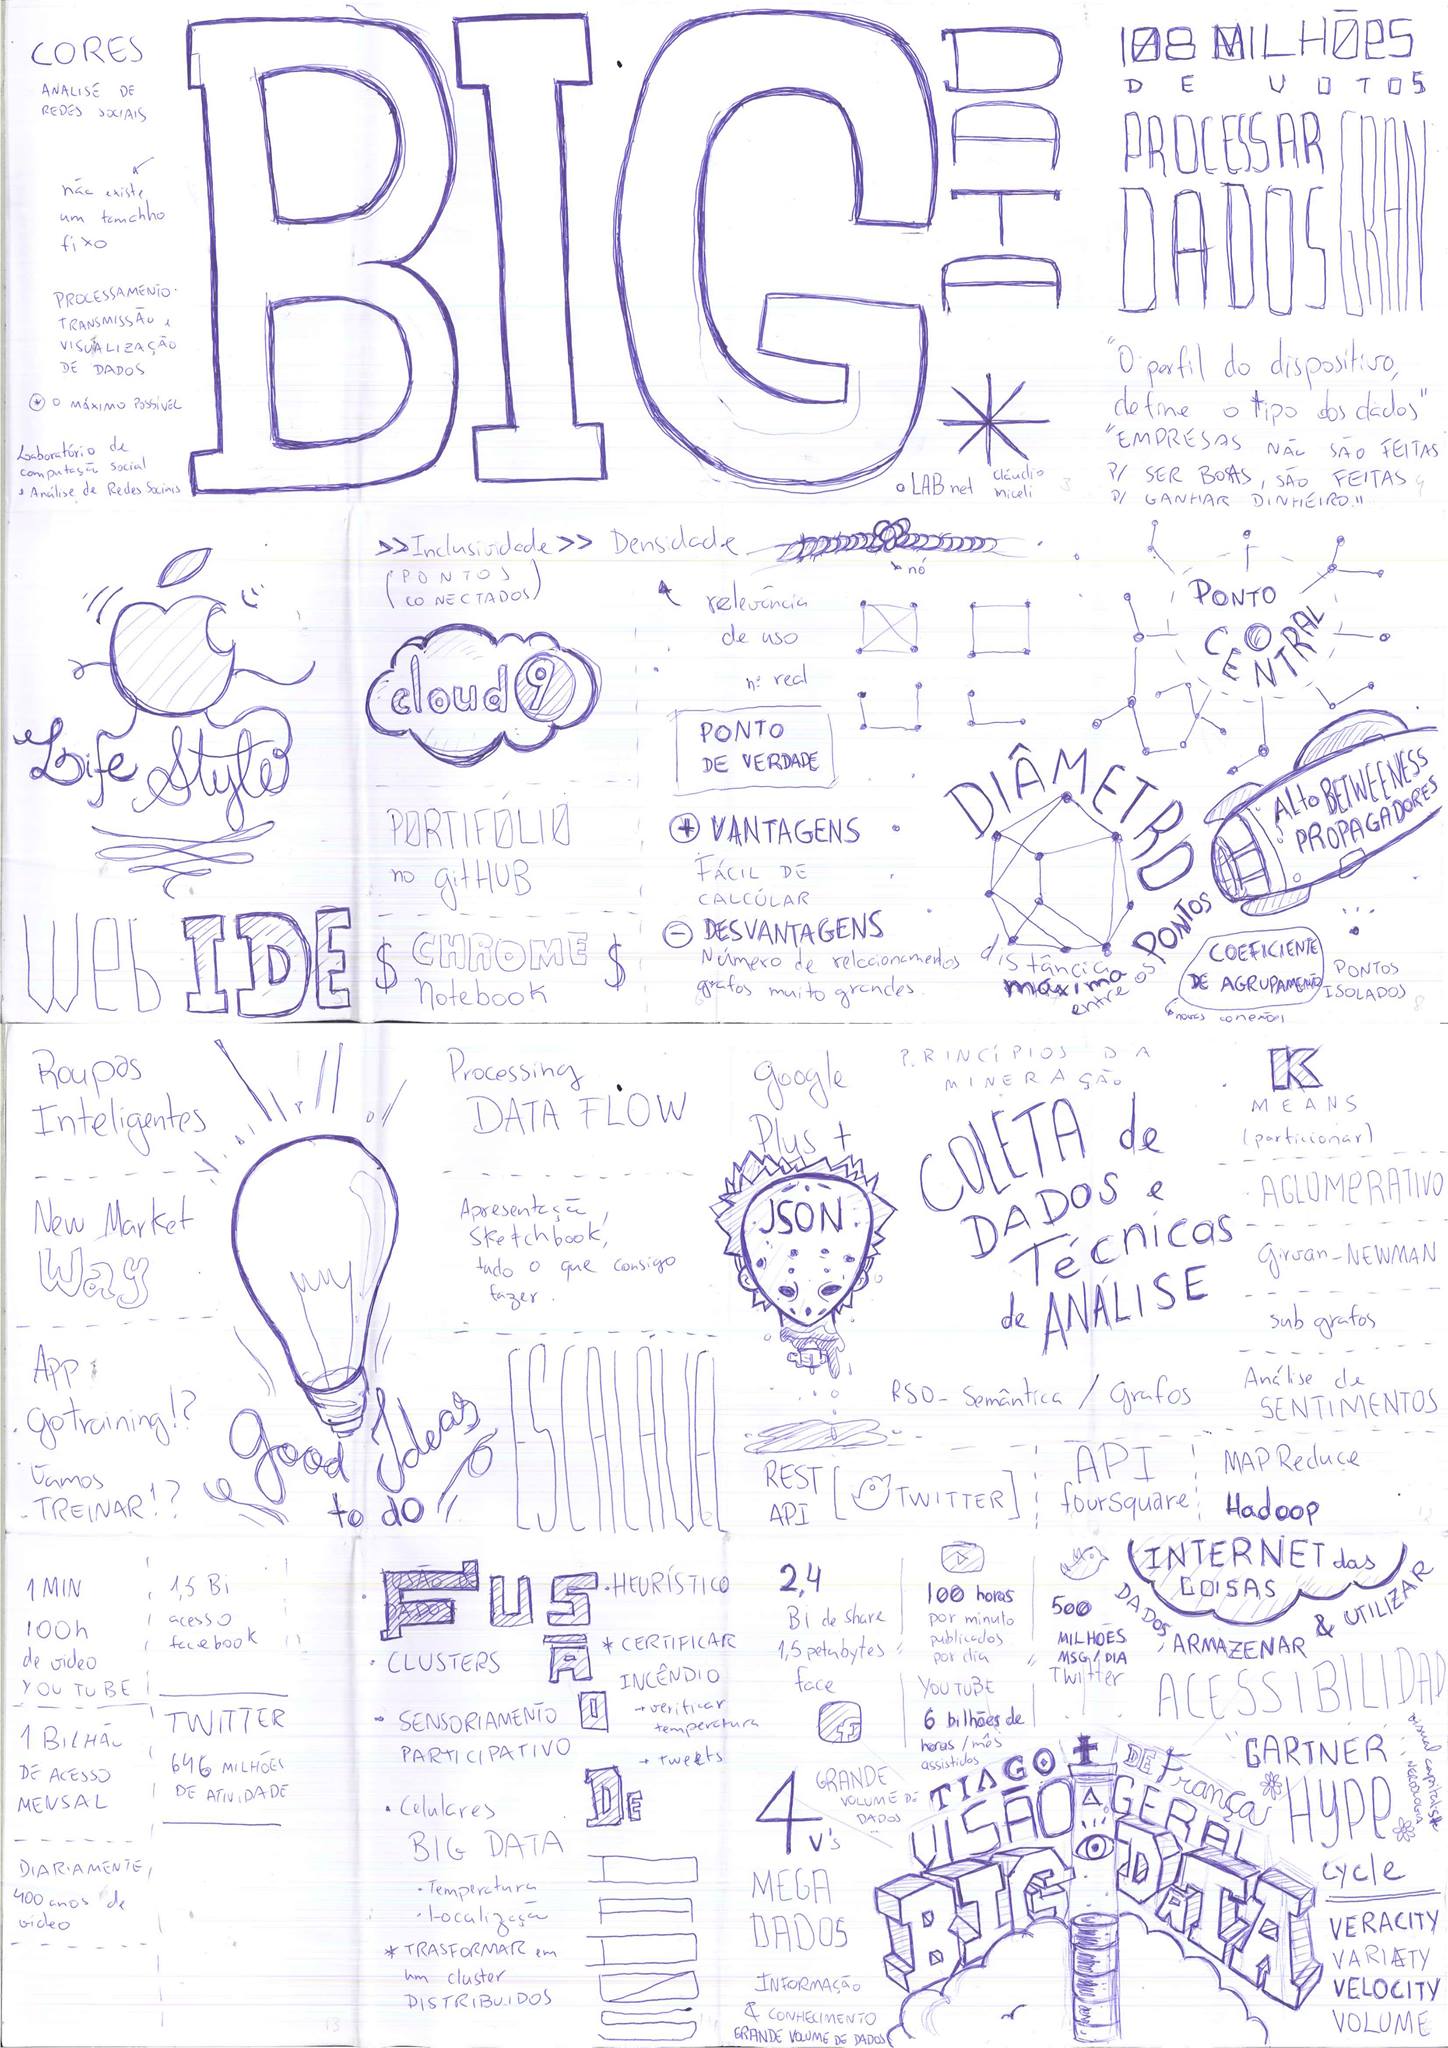 CORES
ANALISE DE
REDES SOCIAIS
não existe
um tamanho
fixo
PROCESSAMENTO
TRANSMISSÃO e
VISUALIZAÇÃO
DE DADOS
O MÁXIMO POSSÍVEL
Laboratório de
computação social
Análise de Redes Sociais
BIG
DATA
LAB net
Cláudio
Miceli
108 MILHÕES
DE VOTOS
PROCESSAR
DADOS
GRAN
"O perfil do dispositivo,
define o tipo dos dados"
"EMPRESAS NÃO SÃO FEITAS
P/ SER BOAS, SÃO FEITAS
P/ GANHAR DINHEIRO."
Life Style
WEB IDE
>>Inclusividade>> Densidade
(PONTOS
CONECTADOS)
cloud9
PORTIFÓLIO
no gitHUB
$ CHROME $
Notebook
nó
relevância
de uso
nº real
PONTO
DE VERDADE
+ VANTAGENS
FÁCIL DE
CALCÚLAR
- DESVANTAGENS
Número de relacionamentos
grafos muito grandes.
PONTO
CENTRAL
DIÂMETRO
distância
máxima
entre os
PONTOS
Alto BETWEENESS
PROPAGADORES
COEFICIENTE
DE AGRUPAMENTO
novas conexões
PONTOS
ISOLADOS
8
Roupas
Inteligentes
New Market
Way
App
gotraining!?
Vamos
TREINAR!?
Good Ideas
to do
Processing
DATA FLOW
Apresentação,
Sketchbook,
tudo o que consigo
fazer.
ESCALÁVEL
Google
Plus +
JSON
PRINCÍPIOS DA
MINERAÇÃO
COLETA de
DADOS e
Técnicas
de ANÁLISE
K
MEANS
(particionar)
AGLOMERATIVO
Girvan-NEWMAN
sub grafos
Análise de
SENTIMENTOS
RSO- Semântica / Grafos
REST
API
[TWITTER]
API
fourSquare
MAP Reduce
Hadoop
1 MIN
100h
de video
YOUTUBE
1 BILHÃO
DE ACESSO
MENSAL
DIARIAMENTE,
400 anos de
video
1,5 Bi
acesso
facebook
TWITTER
646 MILHÕES
DE ATIVIDADE
13
FUSÃO DE
CLUSTERS
SENSORIAMENTO
PARTICIPATIVO
Celulares
BIG DATA
Temperatura
Localização
* TRASFORMAR em
um cluster
DISTRIBUIDOS
HEURÍSTICO
* CERTIFICAR
INCÊNDIO
verificar
temperatura
tweets
2,4
Bi de share
1,5 petabytes
face
100 horas
por minuto
publicados
por dia
YOUTUBE
6 bilhões de
horas / mês
assistidos
500
MILHÕES
MSG/DIA
Twitter
INTERNET das
COISAS
DADOS, ARMAZENAR & UTILIZAR
ACESSIBILIDAD
4 V's
GRANDE
VOLUME DE
DADOS
MEGA
DADOS
INFORMAÇÃO
& CONHECIMENTO
GRANDE VOLUME DE DADOS
TIAGO DE França
VISÃO GERAL
BIG DATA
GARTNER
HYPE
cycle
VERACITY
VARIETY
VELOCITY
VOLUME